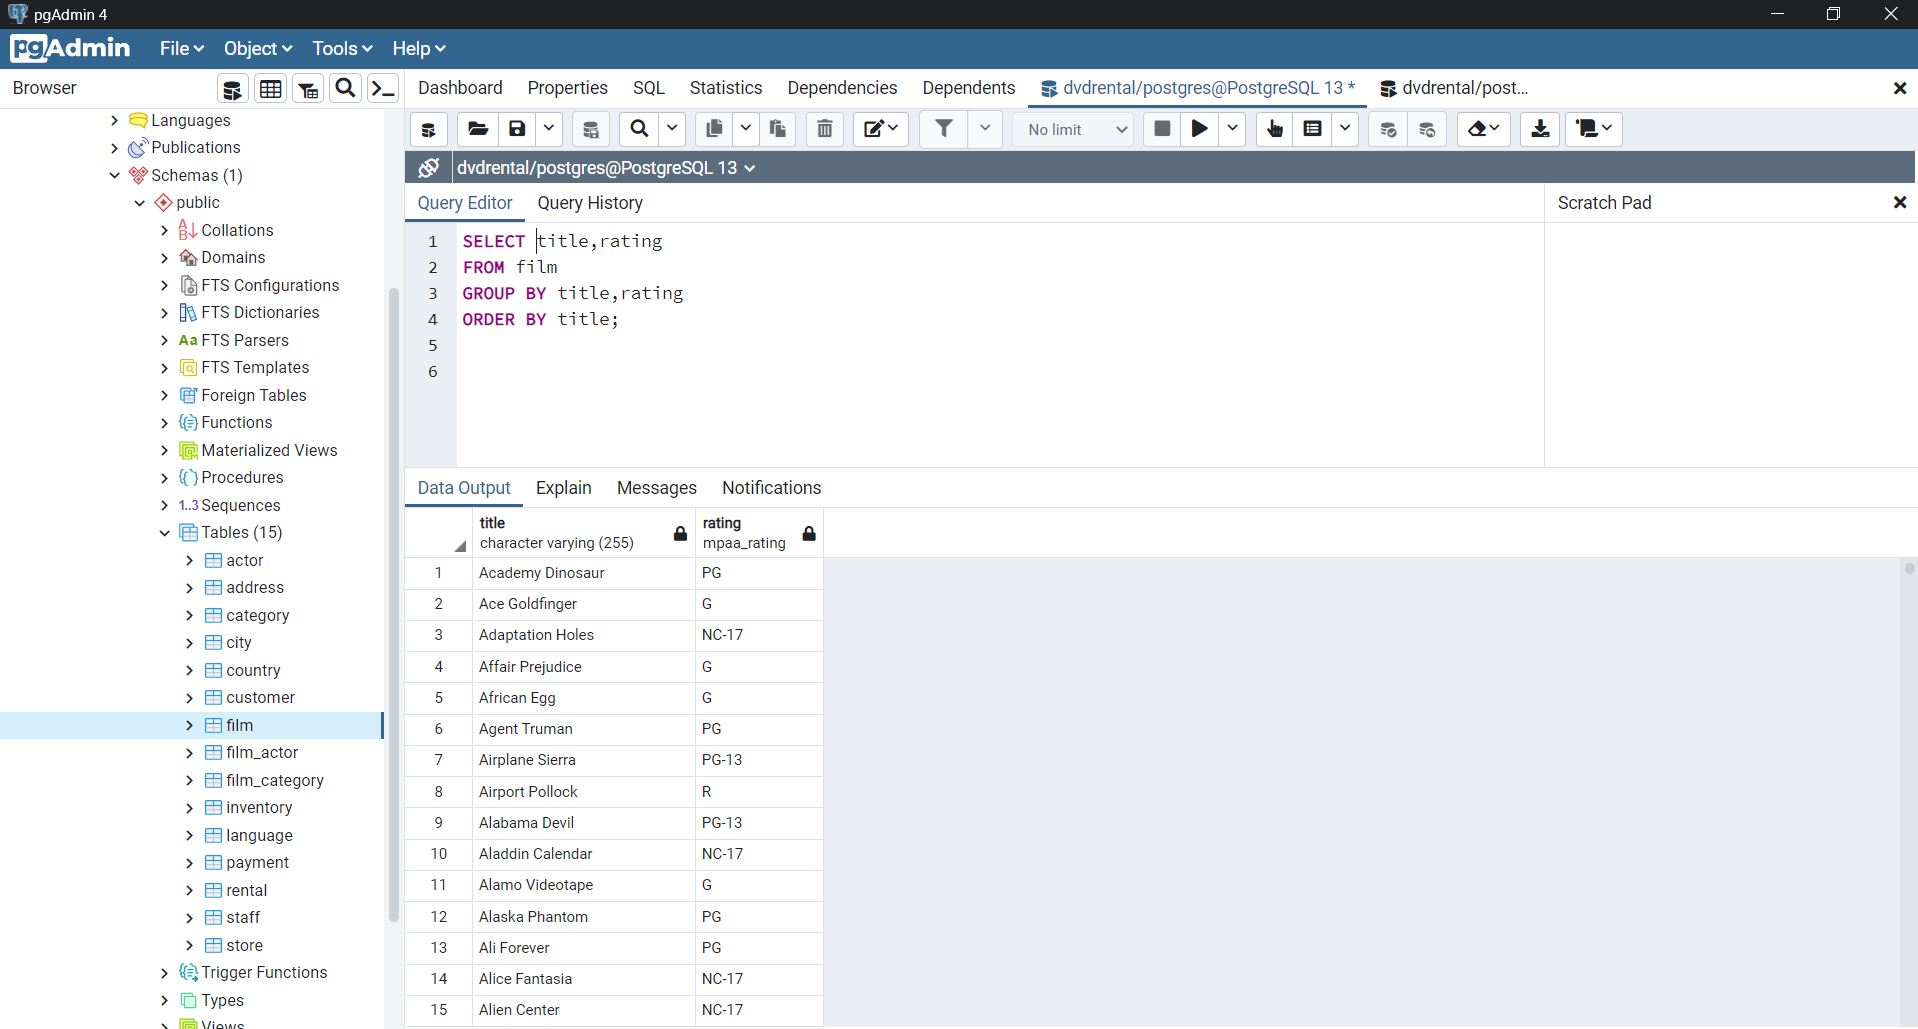 pgAdmin 4
pgAdmin File Object Tools Help
Browser
Dashboard Properties SQL Statistics Dependencies Dependents dvdrental/postgres@PostgreSQL 13 * dvdrental/post...
No limit
dvdrental/postgres@PostgreSQL 13
Languages
Publications
Schemas (1)
public
Collations
Domains
FTS Configurations
FTS Dictionaries
Aa FTS Parsers
FTS Templates
Foreign Tables
Functions
Materialized Views
Procedures
1..3 Sequences
Tables (15)
actor
address
category
city
country
customer
film
film_actor
film_category
inventory
language
payment
rental
staff
store
Trigger Functions
Types
Views
Query Editor Query History
Scratch Pad
1 SELECT title,rating
2 FROM film
3 GROUP BY title,rating
4 ORDER BY title;
5
6
Data Output Explain Messages Notifications
title rating
character varying (255) mpaa_rating
1 Academy Dinosaur PG
2 Ace Goldfinger G
3 Adaptation Holes NC-17
4 Affair Prejudice G
5 African Egg G
6 Agent Truman PG
7 Airplane Sierra PG-13
8 Airport Pollock R
9 Alabama Devil PG-13
10 Aladdin Calendar NC-17
11 Alamo Videotape G
12 Alaska Phantom PG
13 Ali Forever PG
14 Alice Fantasia NC-17
15 Alien Center NC-17